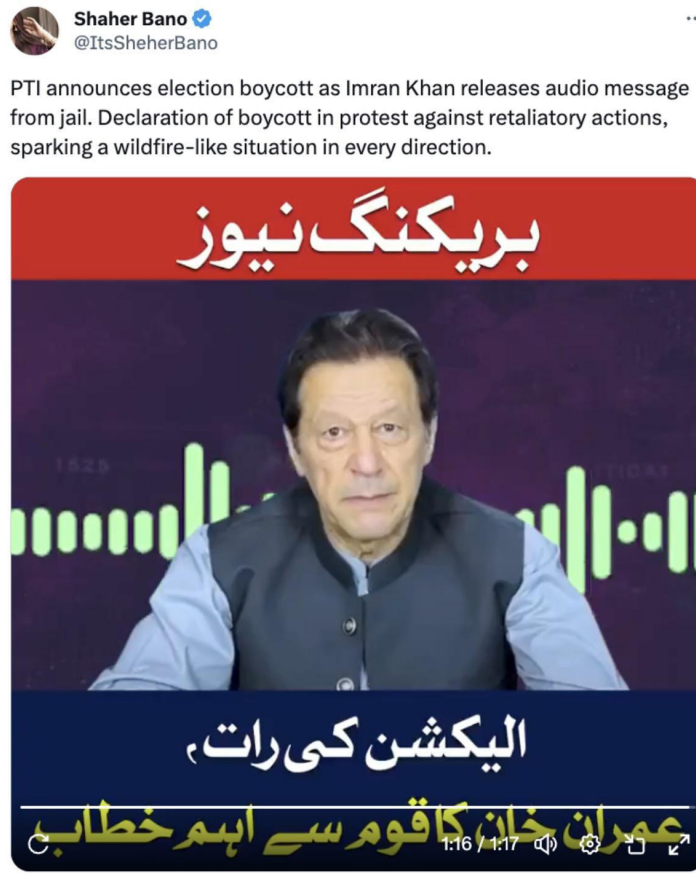 Shaher Bano
@ItsSheherBano
PTI announces election boycott as Imran Khan releases audio message
from jail. Declaration of boycott in protest against retaliatory actions,
sparking a wildfire-like situation in every direction.
بریکنگ نیوز
1625
الیکشن کی رات،
عمران خان کا قوم سے اہم خطاب
1:16 / 1:17